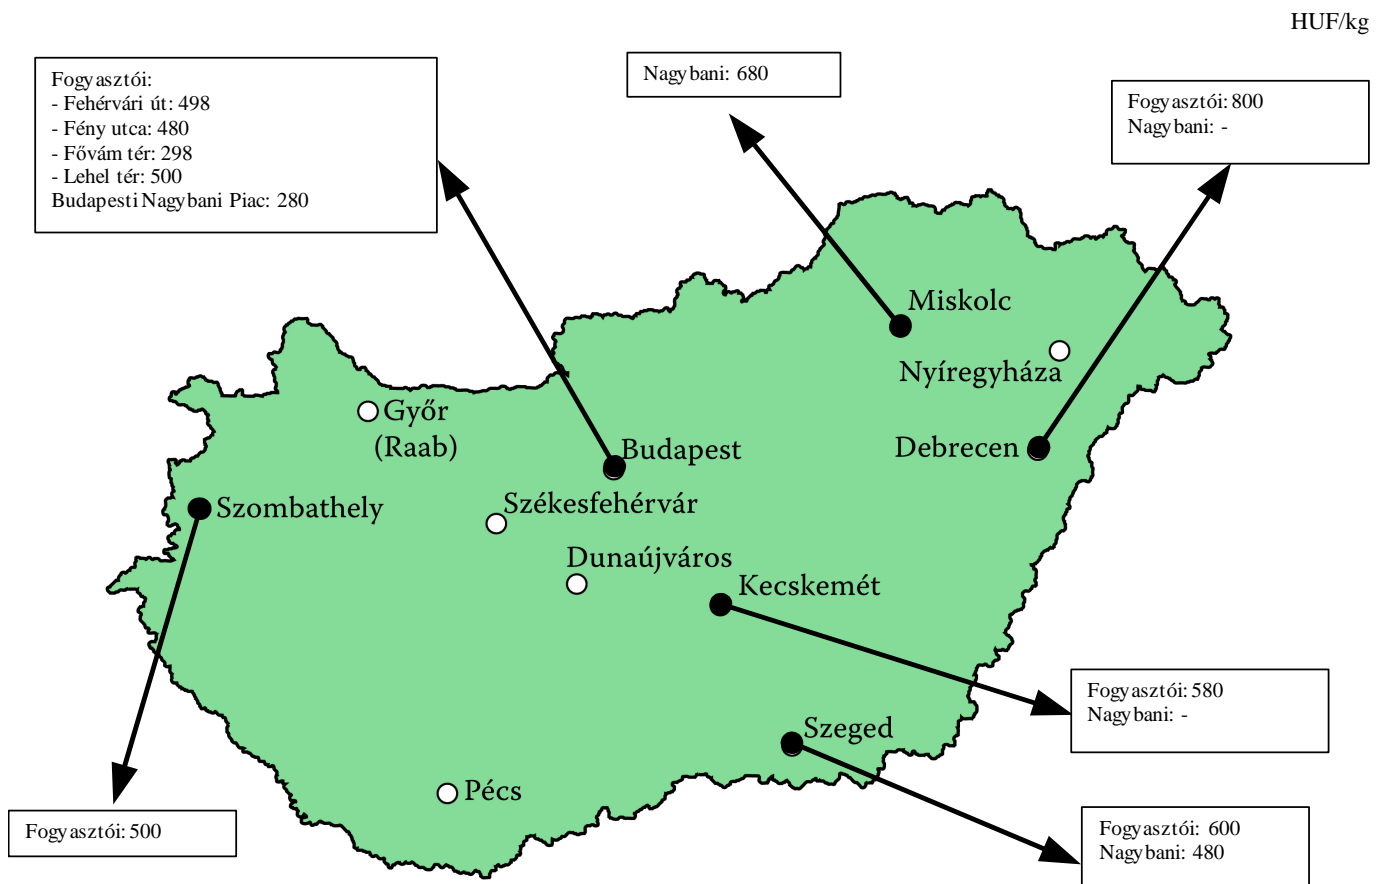 HUF/kg
Fogyasztói:
- Fehérvári út: 498
- Fény utca: 480
- Fővám tér: 298
- Lehel tér: 500
Budapesti Nagybani Piac: 280
Nagybani: 680
Fogyasztói: 800
Nagybani: -
Miskolc
Nyíregyháza
Győr
(Raab)
Budapest
Debrecen
Székesfehérvár
Szombathely
Dunaújváros
Kecskemét
Fogyasztói: 580
Nagybani: -
Szeged
Pécs
Fogyasztói: 500
Fogyasztói: 600
Nagybani: 480